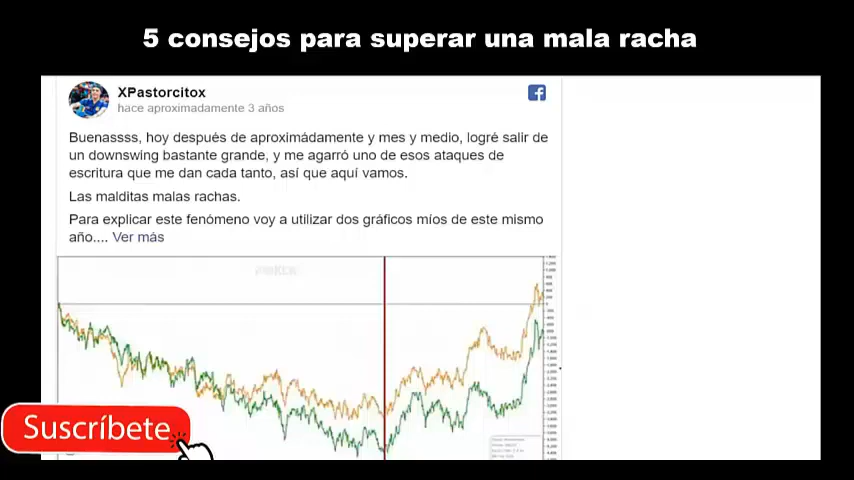 5 consejos para superar una mala racha
XPastorcitox
hace aproximadamente 3 años
Buenassss, hoy después de aproximádamente y mes y medio, logré salir de
un downswing bastante grande, y me agarró uno de esos ataques de
escritura que me dan cada tanto, así que aquí vamos.
Las malditas malas rachas.
Para explicar este fenómeno voy a utilizar dos gráficos míos de este mismo
año.... Ver más
Suscríbete